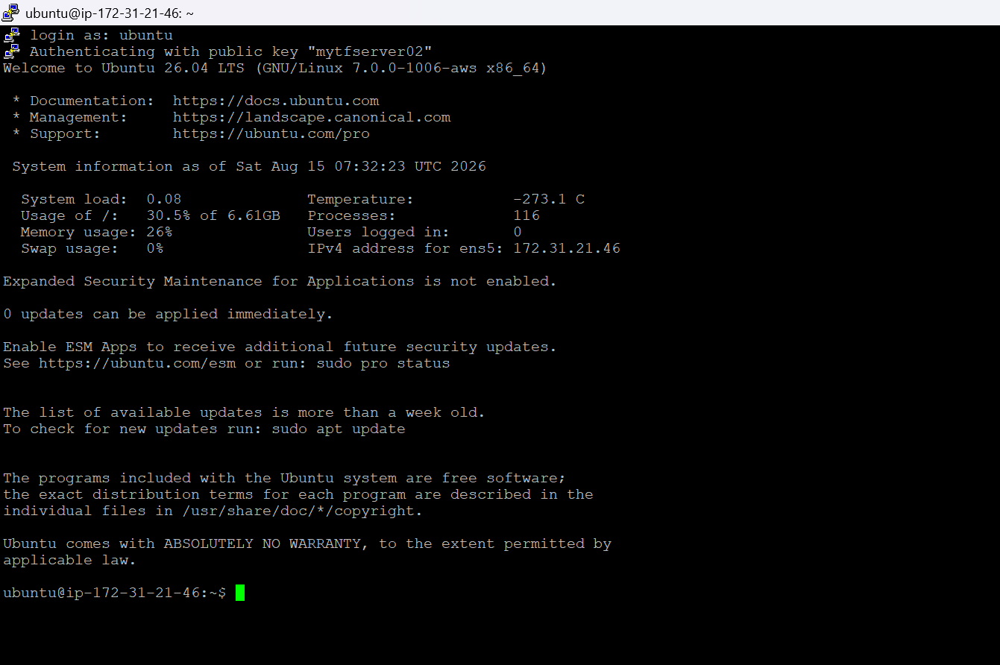 ubuntu@ip-172-31-21-46: ~
login as: ubuntu
Authenticating with public key "mytfserver02"
Welcome to Ubuntu 26.04 LTS (GNU/Linux 7.0.0-1006-aws x86_64)

 * Documentation:  https://docs.ubuntu.com
 * Management:     https://landscape.canonical.com
 * Support:        https://ubuntu.com/pro

 System information as of Sat Aug 15 07:32:23 UTC 2026

  System load:  0.08              Temperature:           -273.1 C
  Usage of /:   30.5% of 6.61GB   Processes:             116
  Memory usage: 26%               Users logged in:       0
  Swap usage:   0%                IPv4 address for ens5: 172.31.21.46

Expanded Security Maintenance for Applications is not enabled.

0 updates can be applied immediately.

Enable ESM Apps to receive additional future security updates.
See https://ubuntu.com/esm or run: sudo pro status

The list of available updates is more than a week old.
To check for new updates run: sudo apt update

The programs included with the Ubuntu system are free software;
the exact distribution terms for each program are described in the
individual files in /usr/share/doc/*/copyright.

Ubuntu comes with ABSOLUTELY NO WARRANTY, to the extent permitted by
applicable law.

ubuntu@ip-172-31-21-46:~$